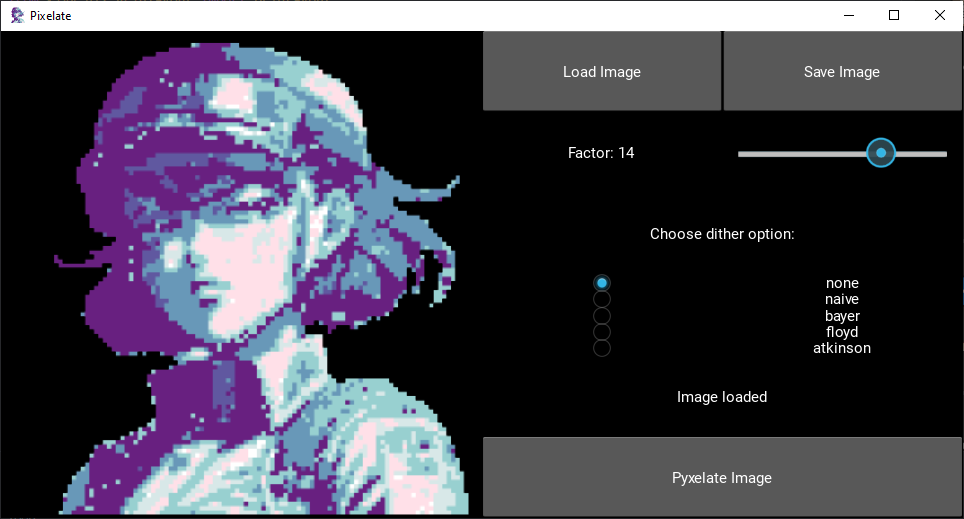 Pixelate
Load Image
Save Image
Factor: 14
Choose dither option:
none
naive
bayer
floyd
atkinson
Image loaded
Pyxelate Image